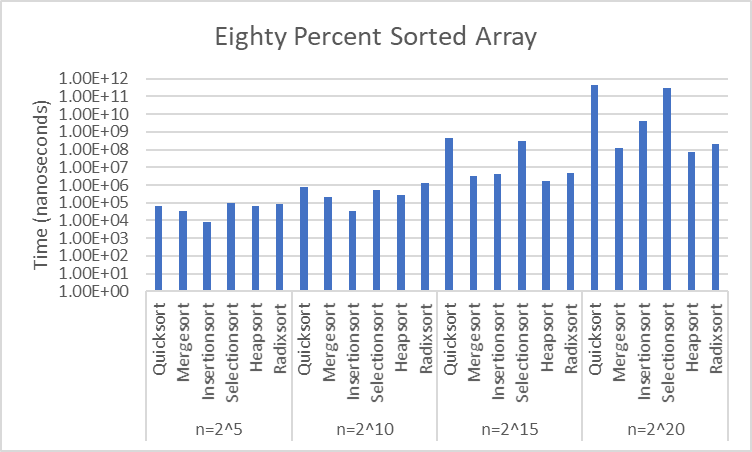 Eighty Percent Sorted Array
Time (nanoseconds)
1.00E+12
1.00E+11
1.00E+10
1.00E+09
1.00E+08
1.00E+07
1.00E+06
1.00E+05
1.00E+04
1.00E+03
1.00E+02
1.00E+01
1.00E+00
Quicksort
Mergesort
Insertionsort
Selectionsort
Heapsort
Radixsort
Quicksort
Mergesort
Insertionsort
Selectionsort
Heapsort
Radixsort
Quicksort
Mergesort
Insertionsort
Selectionsort
Heapsort
Radixsort
Quicksort
Mergesort
Insertionsort
Selectionsort
Heapsort
Radixsort
n=2^5
n=2^10
n=2^15
n=2^20